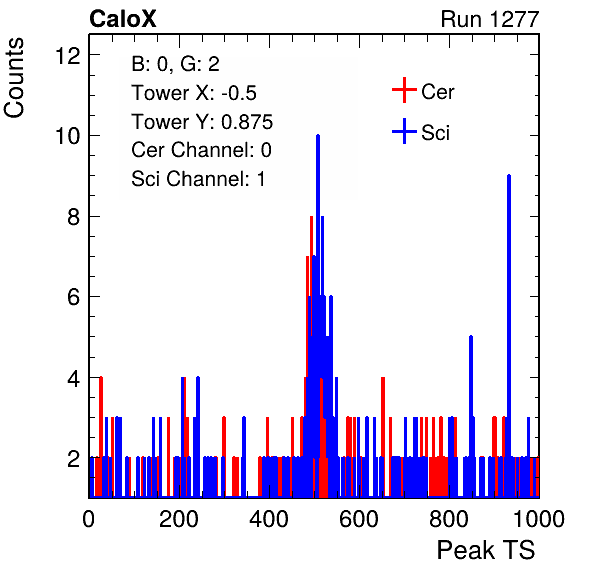 CaloX Run 1277
Counts
B: 0, G: 2
Tower X: -0.5
Tower Y: 0.875
Cer Channel: 0
Sci Channel: 1
Cer
Sci
12
10
8
6
4
2
0 200 400 600 800 1000
Peak TS